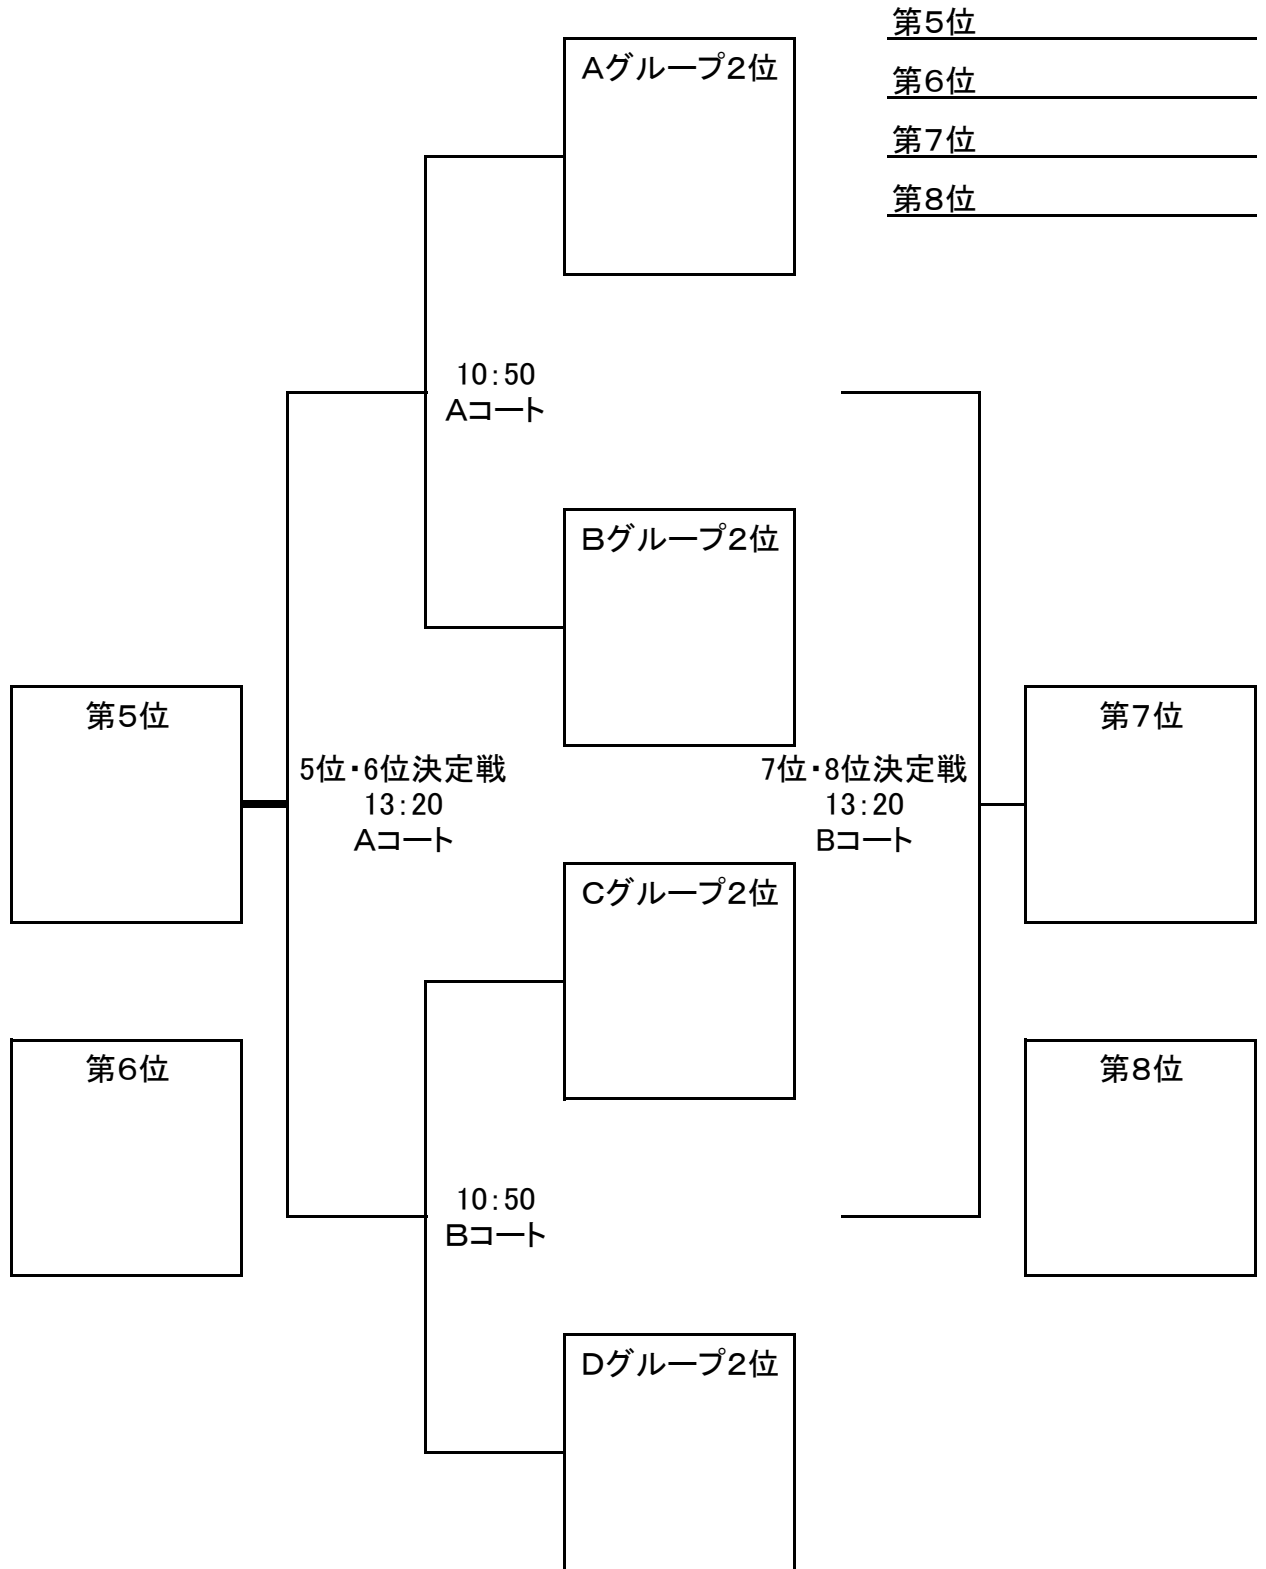 第5位
Aグループ2位
第6位
第7位
第8位
10:50
Aコート
Bグループ2位
第5位
第7位
5位・6位決定戦
13:20
Aコート
7位・8位決定戦
13:20
Bコート
Cグループ2位
第6位
第8位
10:50
Bコート
Dグループ2位